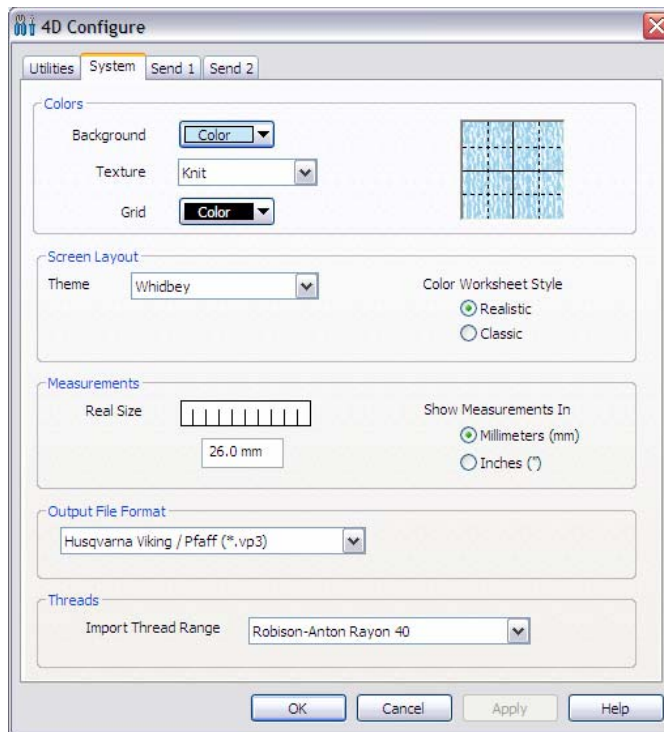 4D Configure
Utilities System Send 1 Send 2
Colors
Background Color
Texture Knit
Grid Color
Screen Layout
Theme Whidbey
Color Worksheet Style
Realistic
Classic
Measurements
Real Size
26.0 mm
Show Measurements In
Millimeters (mm)
Inches (")
Output File Format
Husqvarna Viking / Pfaff (*.vp3)
Threads
Import Thread Range Robison-Anton Rayon 40
OK Cancel Apply Help